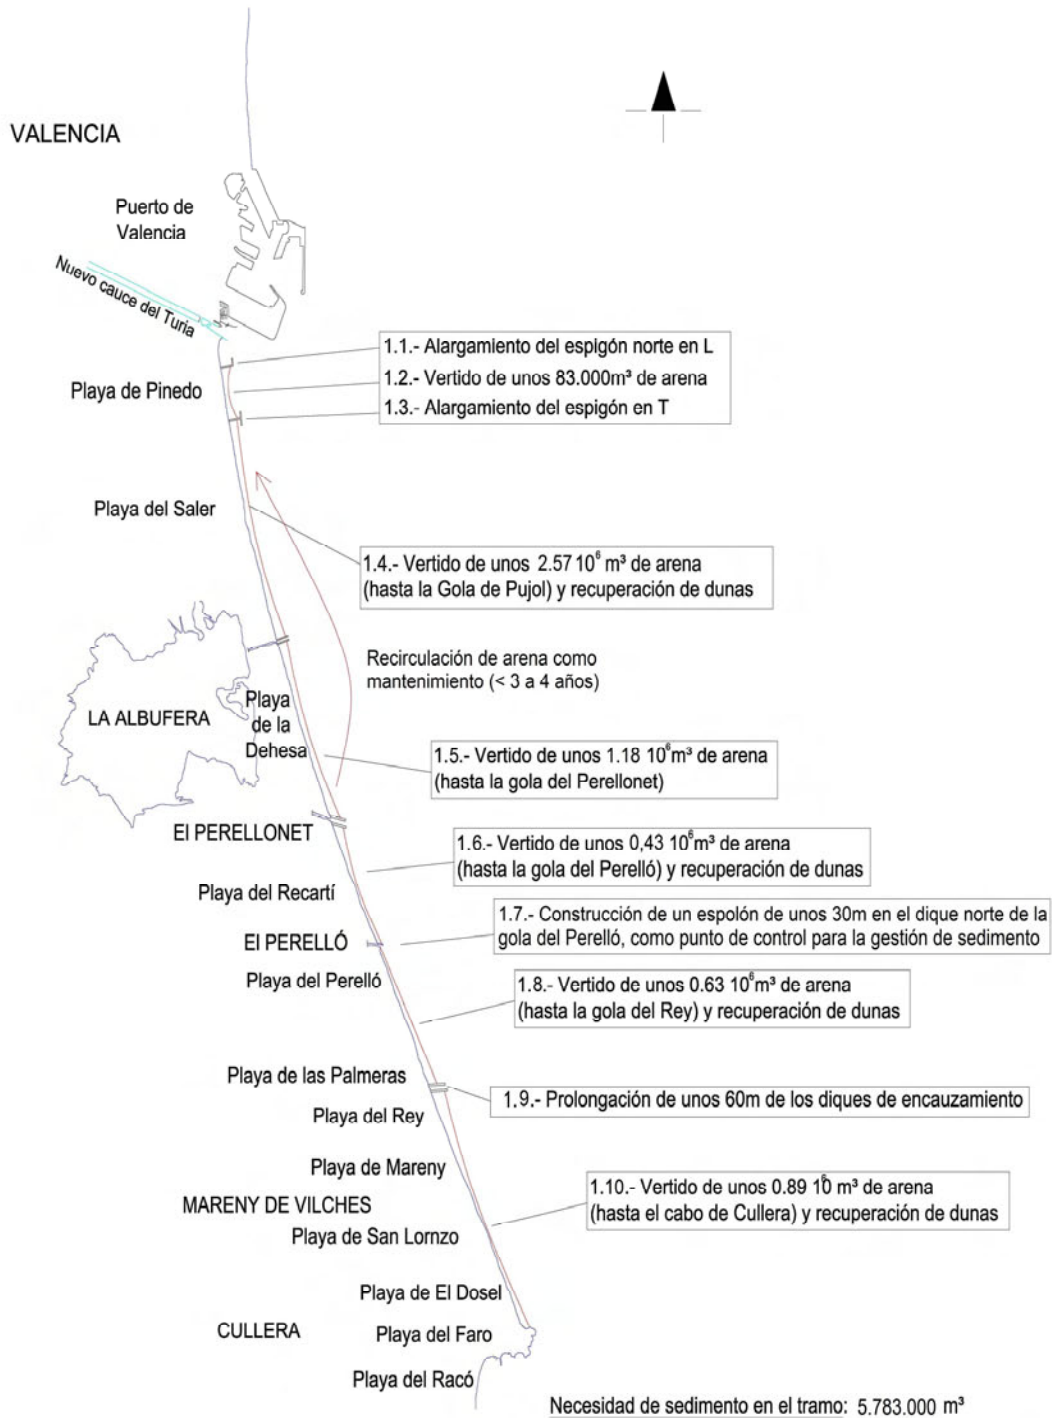 VALENCIA
Puerto de
Valencia
Nuevo cauce del Turia
1.1.- Alargamiento del espigón norte en L
1.2.- Vertido de unos 83.000m³ de arena
1.3.- Alargamiento del espigón en T
Playa de Pinedo
Playa del Saler
1.4.- Vertido de unos 2.57 10⁶ m³ de arena
(hasta la Gola de Pujol) y recuperación de dunas
Recirculación de arena como
mantenimiento (< 3 a 4 años)
LA ALBUFERA
Playa
de la
Dehesa
1.5.- Vertido de unos 1.18 10⁶m³ de arena
(hasta la gola del Perellonet)
El PERELLONET
1.6.- Vertido de unos 0,43 10⁶m³ de arena
(hasta la gola del Perelló) y recuperación de dunas
Playa del Recartí
1.7.- Construcción de un espolón de unos 30m en el dique norte de la
gola del Perelló, como punto de control para la gestión de sedimento
El PERELLÓ
Playa del Perelló
1.8.- Vertido de unos 0.63 10⁶m³ de arena
(hasta la gola del Rey) y recuperación de dunas
Playa de las Palmeras
1.9.- Prolongación de unos 60m de los diques de encauzamiento
Playa del Rey
Playa de Mareny
1.10.- Vertido de unos 0.89 10⁶ m³ de arena
(hasta el cabo de Cullera) y recuperación de dunas
MARENY DE VILCHES
Playa de San Lornzo
Playa de El Dosel
CULLERA
Playa del Faro
Playa del Racó
Necesidad de sedimento en el tramo: 5.783.000 m³